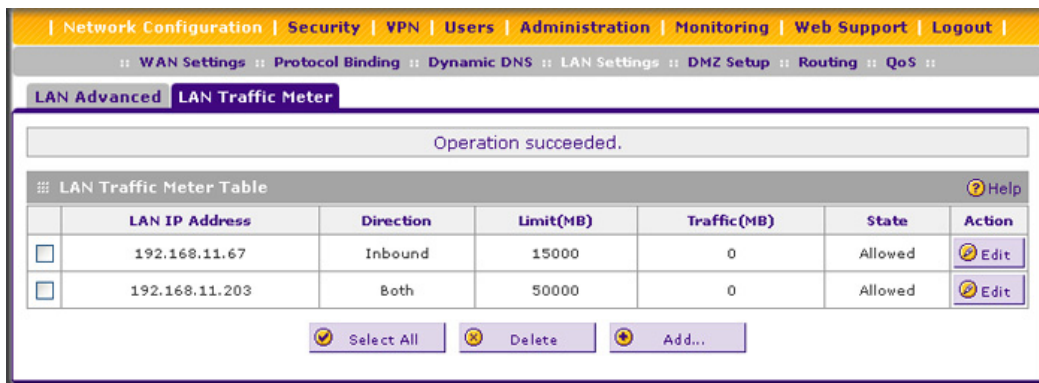 | Network Configuration | Security | VPN | Users | Administration | Monitoring | Web Support | Logout |
:: WAN Settings :: Protocol Binding :: Dynamic DNS :: LAN Settings :: DMZ Setup :: Routing :: QoS ::
LAN Advanced LAN Traffic Meter
Operation succeeded.
LAN Traffic Meter Table ? Help
LAN IP Address Direction Limit(MB) Traffic(MB) State Action
192.168.11.67 Inbound 15000 0 Allowed Edit
192.168.11.203 Both 50000 0 Allowed Edit
Select All Delete Add...